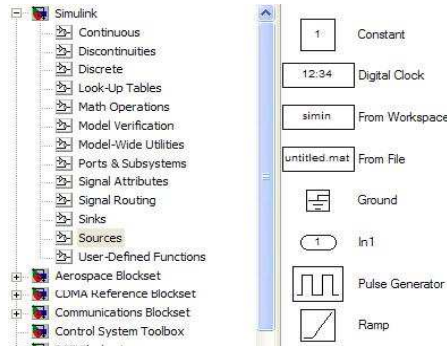 Simulink
Continuous
Discontinuities
Discrete
Look-Up Tables
Math Operations
Model Verification
Model-Wide Utilities
Ports & Subsystems
Signal Attributes
Signal Routing
Sinks
Sources
User-Defined Functions
Aerospace Blockset
CDMA Reference Blockset
Communications Blockset
Control System Toolbox
1 Constant
12:34 Digital Clock
simin From Workspace
untitled.mat From File
Ground
1 In1
Pulse Generator
Ramp